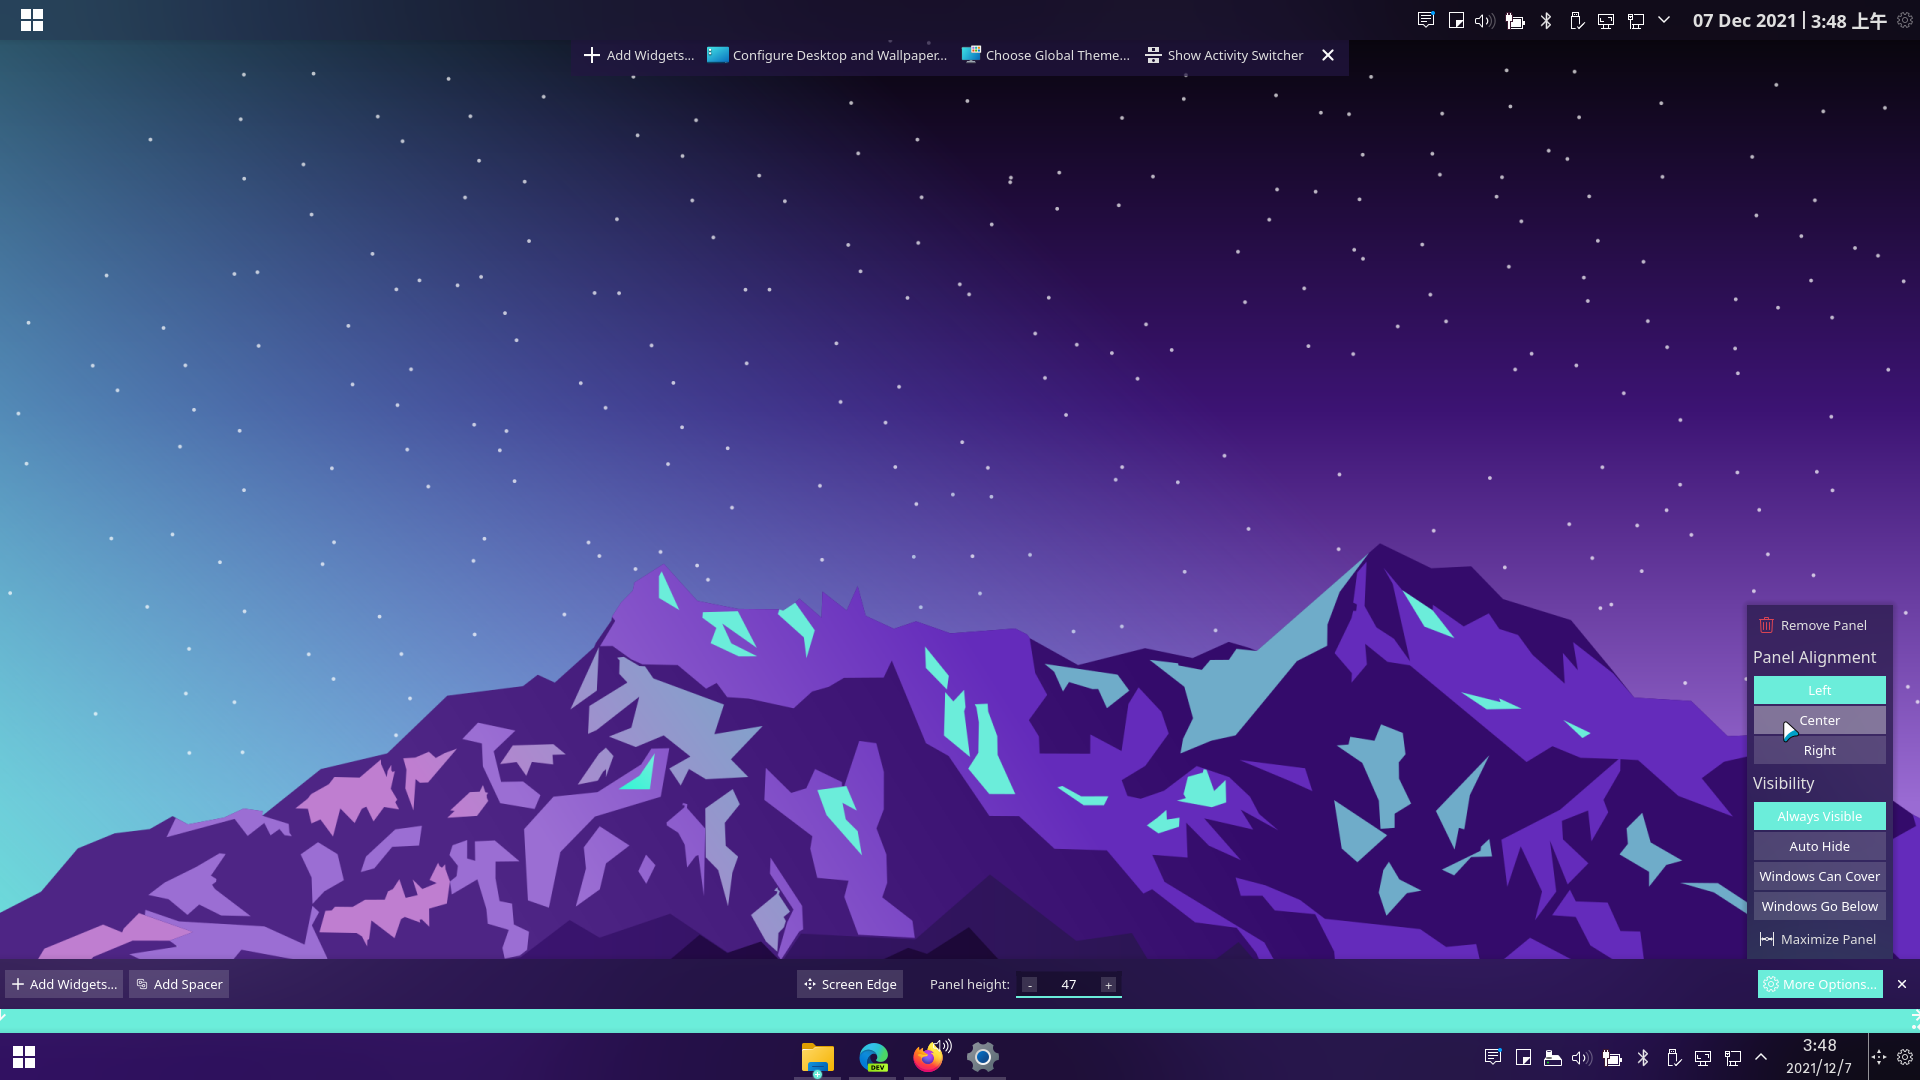 07 Dec 2021 3:48 上午
Add Widgets... Configure Desktop and Wallpaper... Choose Global Theme... Show Activity Switcher
Remove Panel
Panel Alignment
Left
Center
Right
Visibility
Always Visible
Auto Hide
Windows Can Cover
Windows Go Below
Maximize Panel
Add Widgets... Add Spacer Screen Edge Panel height: - 47 + More Options...
DEV
3:48
2021/12/7